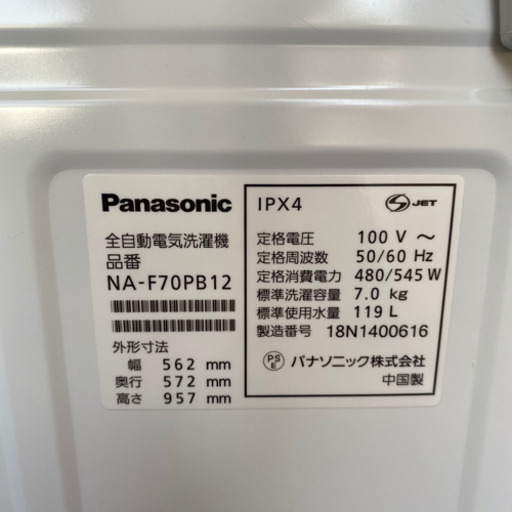 Panasonic
全自動電気洗濯機
品番
NA-F70PB12
外形寸法
幅 562 mm
奥行 572 mm
高さ 957 mm
IPX4
S JET
定格電圧 100 V ～
定格周波数 50/60 Hz
定格消費電力 480/545 W
標準洗濯容量 7.0 kg
標準使用水量 119 L
製造番号 18N1400616
PS E パナソニック株式会社
中国製